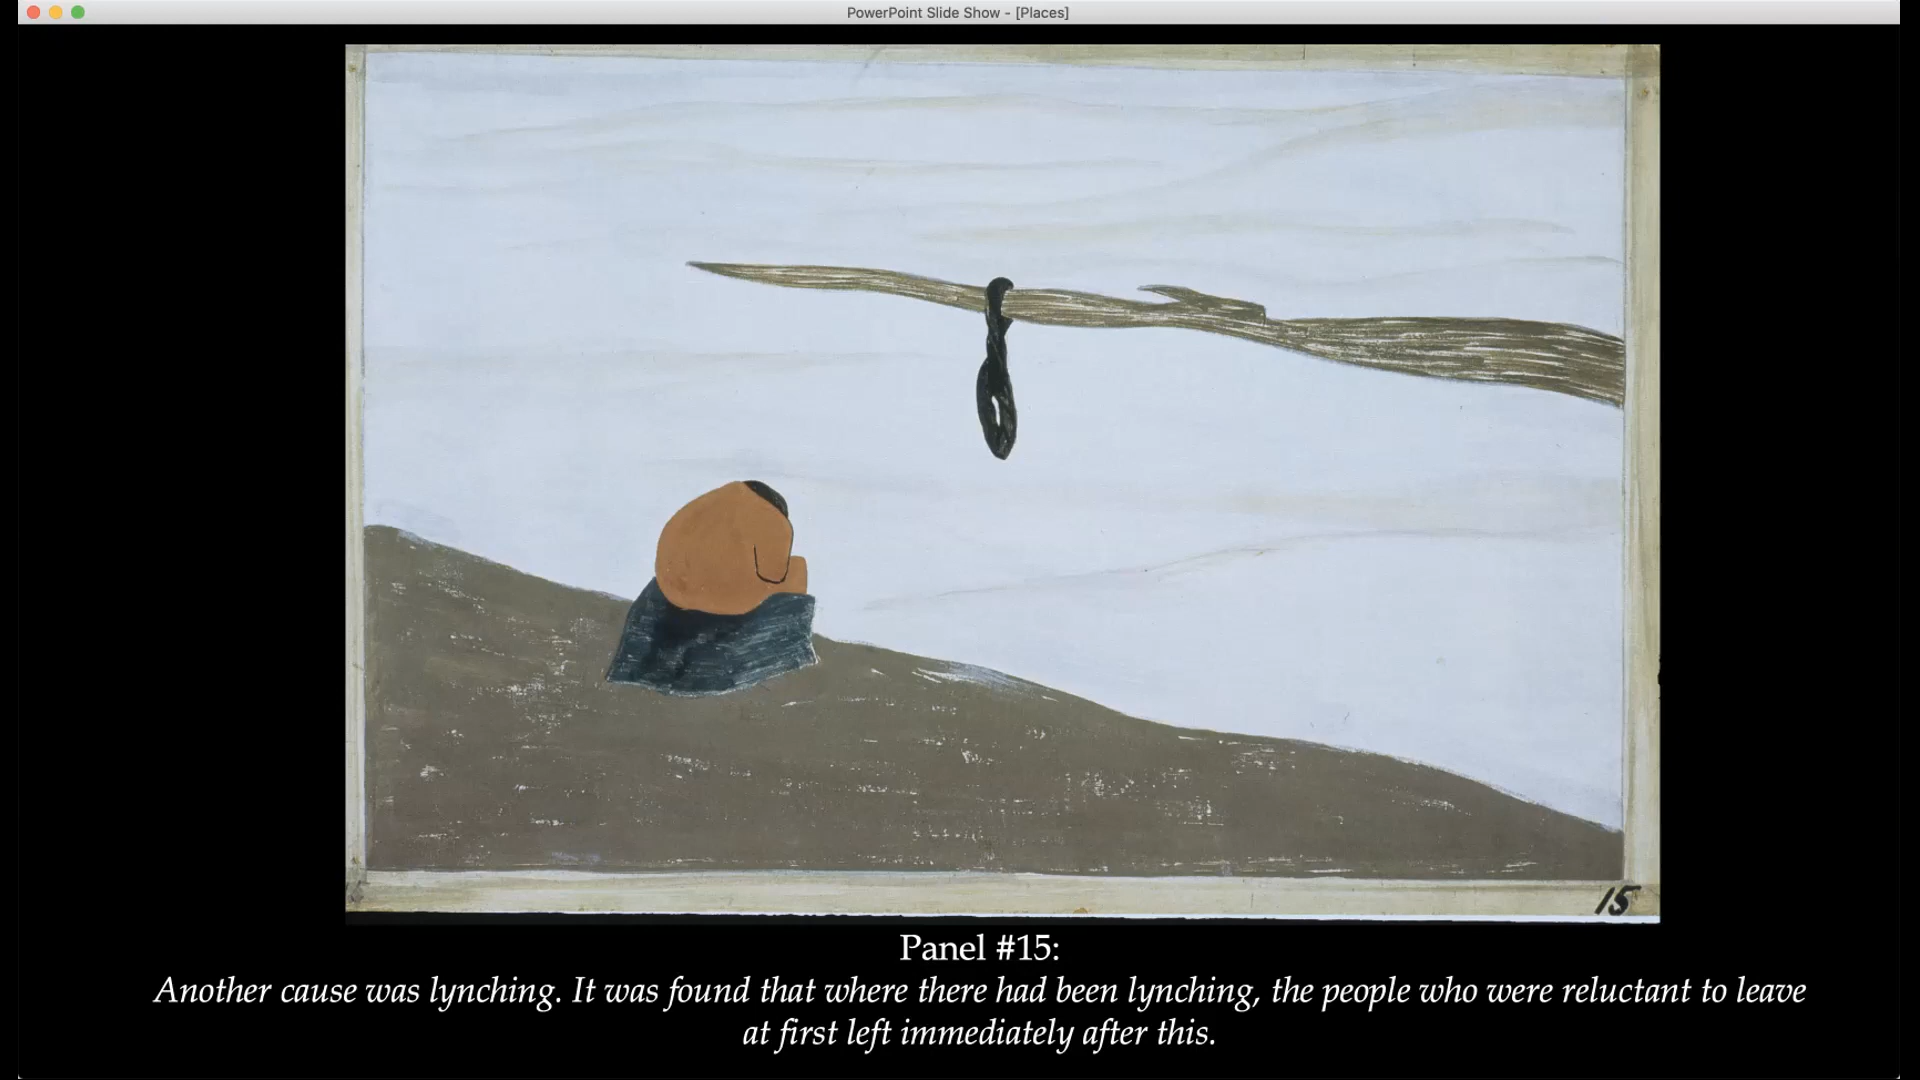 PowerPoint Slide Show - [Places]
15
Panel #15:
Another cause was lynching. It was found that where there had been lynching, the people who were reluctant to leave
at first left immediately after this.